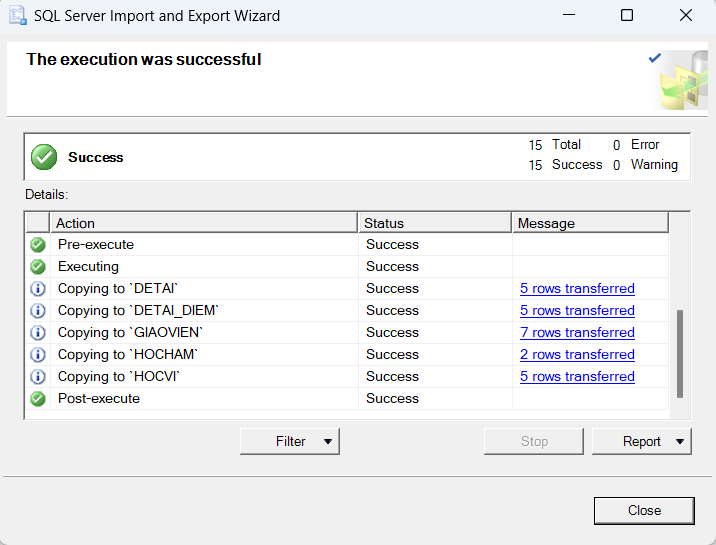 SQL Server Import and Export Wizard
The execution was successful
Success
15 Total 0 Error
15 Success 0 Warning
Details:
Action Status Message
Pre-execute Success
Executing Success
Copying to `DETAI` Success 5 rows transferred
Copying to `DETAI_DIEM` Success 5 rows transferred
Copying to `GIAOVIEN` Success 7 rows transferred
Copying to `HOCHAM` Success 2 rows transferred
Copying to `HOCVI` Success 5 rows transferred
Post-execute Success
Filter Stop Report
Close